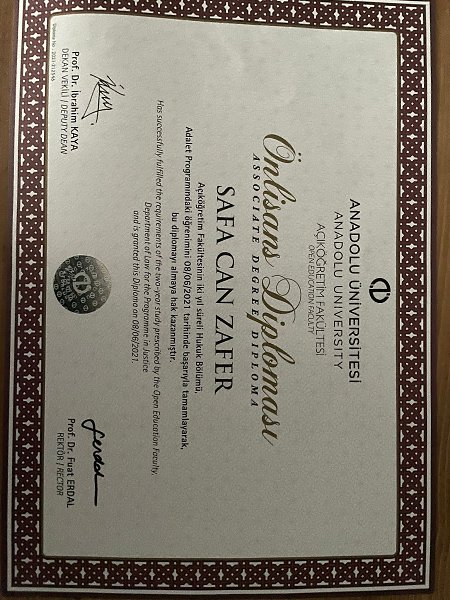 ANADOLU ÜNİVERSİTESİ
ANADOLU UNIVERSITY
AÇIKÖĞRETİM FAKÜLTESİ
OPEN EDUCATION FACULTY
Önlisans Diploması
ASSOCIATE DEGREE DIPLOMA
SAFA CAN ZAFER
Açıköğretim Fakültesinin iki yıl süreli Hukuk Bölümü,
Adalet Programındaki öğrenimini 08/06/2021 tarihinde başarıyla tamamlayarak,
bu diplomayı almaya hak kazanmıştır.
Has successfully fulfilled the requirements of the two-year study prescribed by the Open Education Faculty,
Department of Law for the Programme in Justice
and is granted this Diploma on 08/06/2021.
Prof. Dr. İbrahim KAYA
DEKAN VEKİLİ / DEPUTY DEAN
Prof. Dr. Fuat ERDAL
REKTÖR / RECTOR